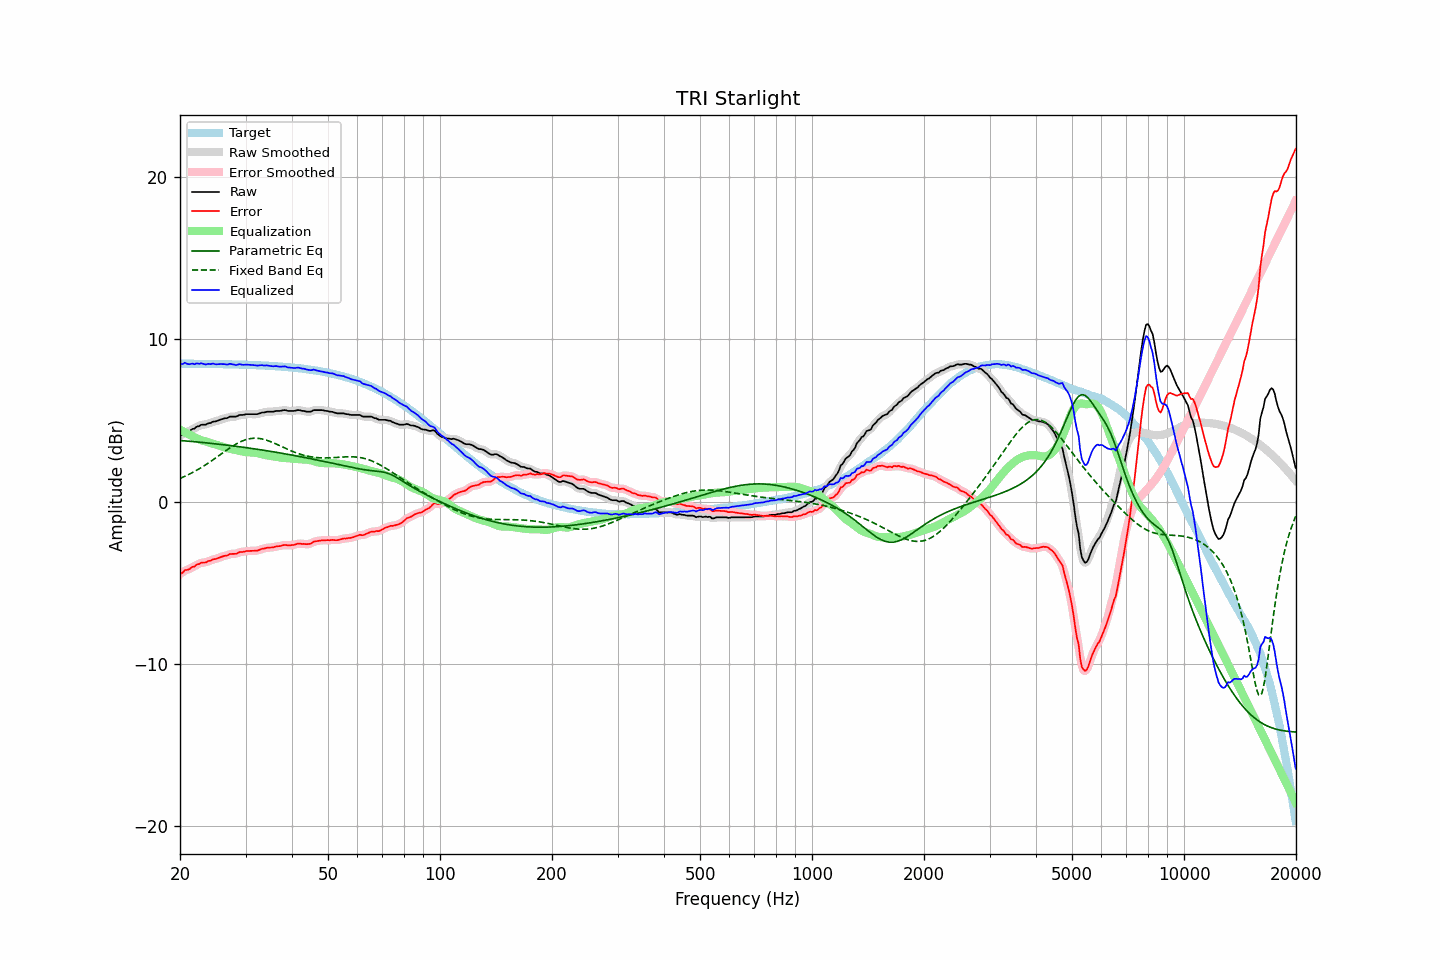 TRI Starlight
Target
Raw Smoothed
Error Smoothed
Raw
Error
Equalization
Parametric Eq
Fixed Band Eq
Equalized
Amplitude (dBr)
20
10
0
−10
−20
20 50 100 200 500 1000 2000 5000 10000 20000
Frequency (Hz)